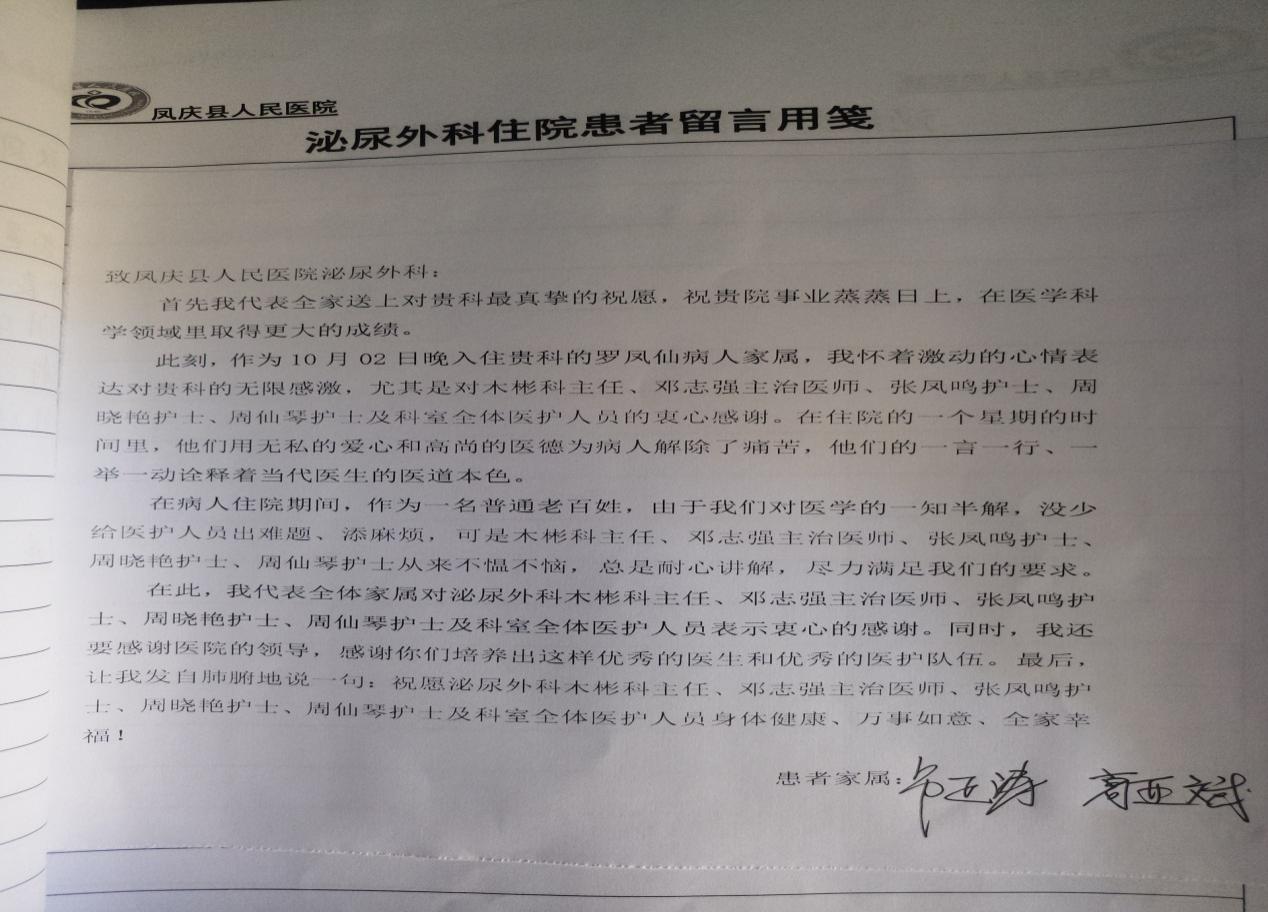 凤庆县人民医院
泌尿外科住院患者留言用笺
致凤庆县人民医院泌尿外科：
首先我代表全家送上对贵科最真挚的祝愿，祝贵院事业蒸蒸日上，在医学科
学领域里取得更大的成绩。
此刻，作为10月02日晚入住贵科的罗凤仙病人家属，我怀着激动的心情表
达对贵科的无限感激，尤其是对木彬科主任、邓志强主治医师、张凤鸣护士、周
晓艳护士、周仙琴护士及科室全体医护人员的衷心感谢。在住院的一个星期的时
间里，他们用无私的爱心和高尚的医德为病人解除了痛苦，他们的一言一行、一
举一动诠释着当代医生的医道本色。
在病人住院期间，作为一名普通老百姓，由于我们对医学的一知半解，没少
给医护人员出难题、添麻烦，可是木彬科主任、邓志强主治医师、张凤鸣护士、
周晓艳护士、周仙琴护士从来不愠不恼，总是耐心讲解，尽力满足我们的要求。
在此，我代表全体家属对泌尿外科木彬科主任、邓志强主治医师、张凤鸣护
士、周晓艳护士、周仙琴护士及科室全体医护人员表示衷心的感谢。同时，我还
要感谢医院的领导，感谢你们培养出这样优秀的医生和优秀的医护队伍。最后，
让我发自肺腑地说一句：祝愿泌尿外科木彬科主任、邓志强主治医师、张凤鸣护
士、周晓艳护士、周仙琴护士及科室全体医护人员身体健康、万事如意、全家幸
福！
患者家属：